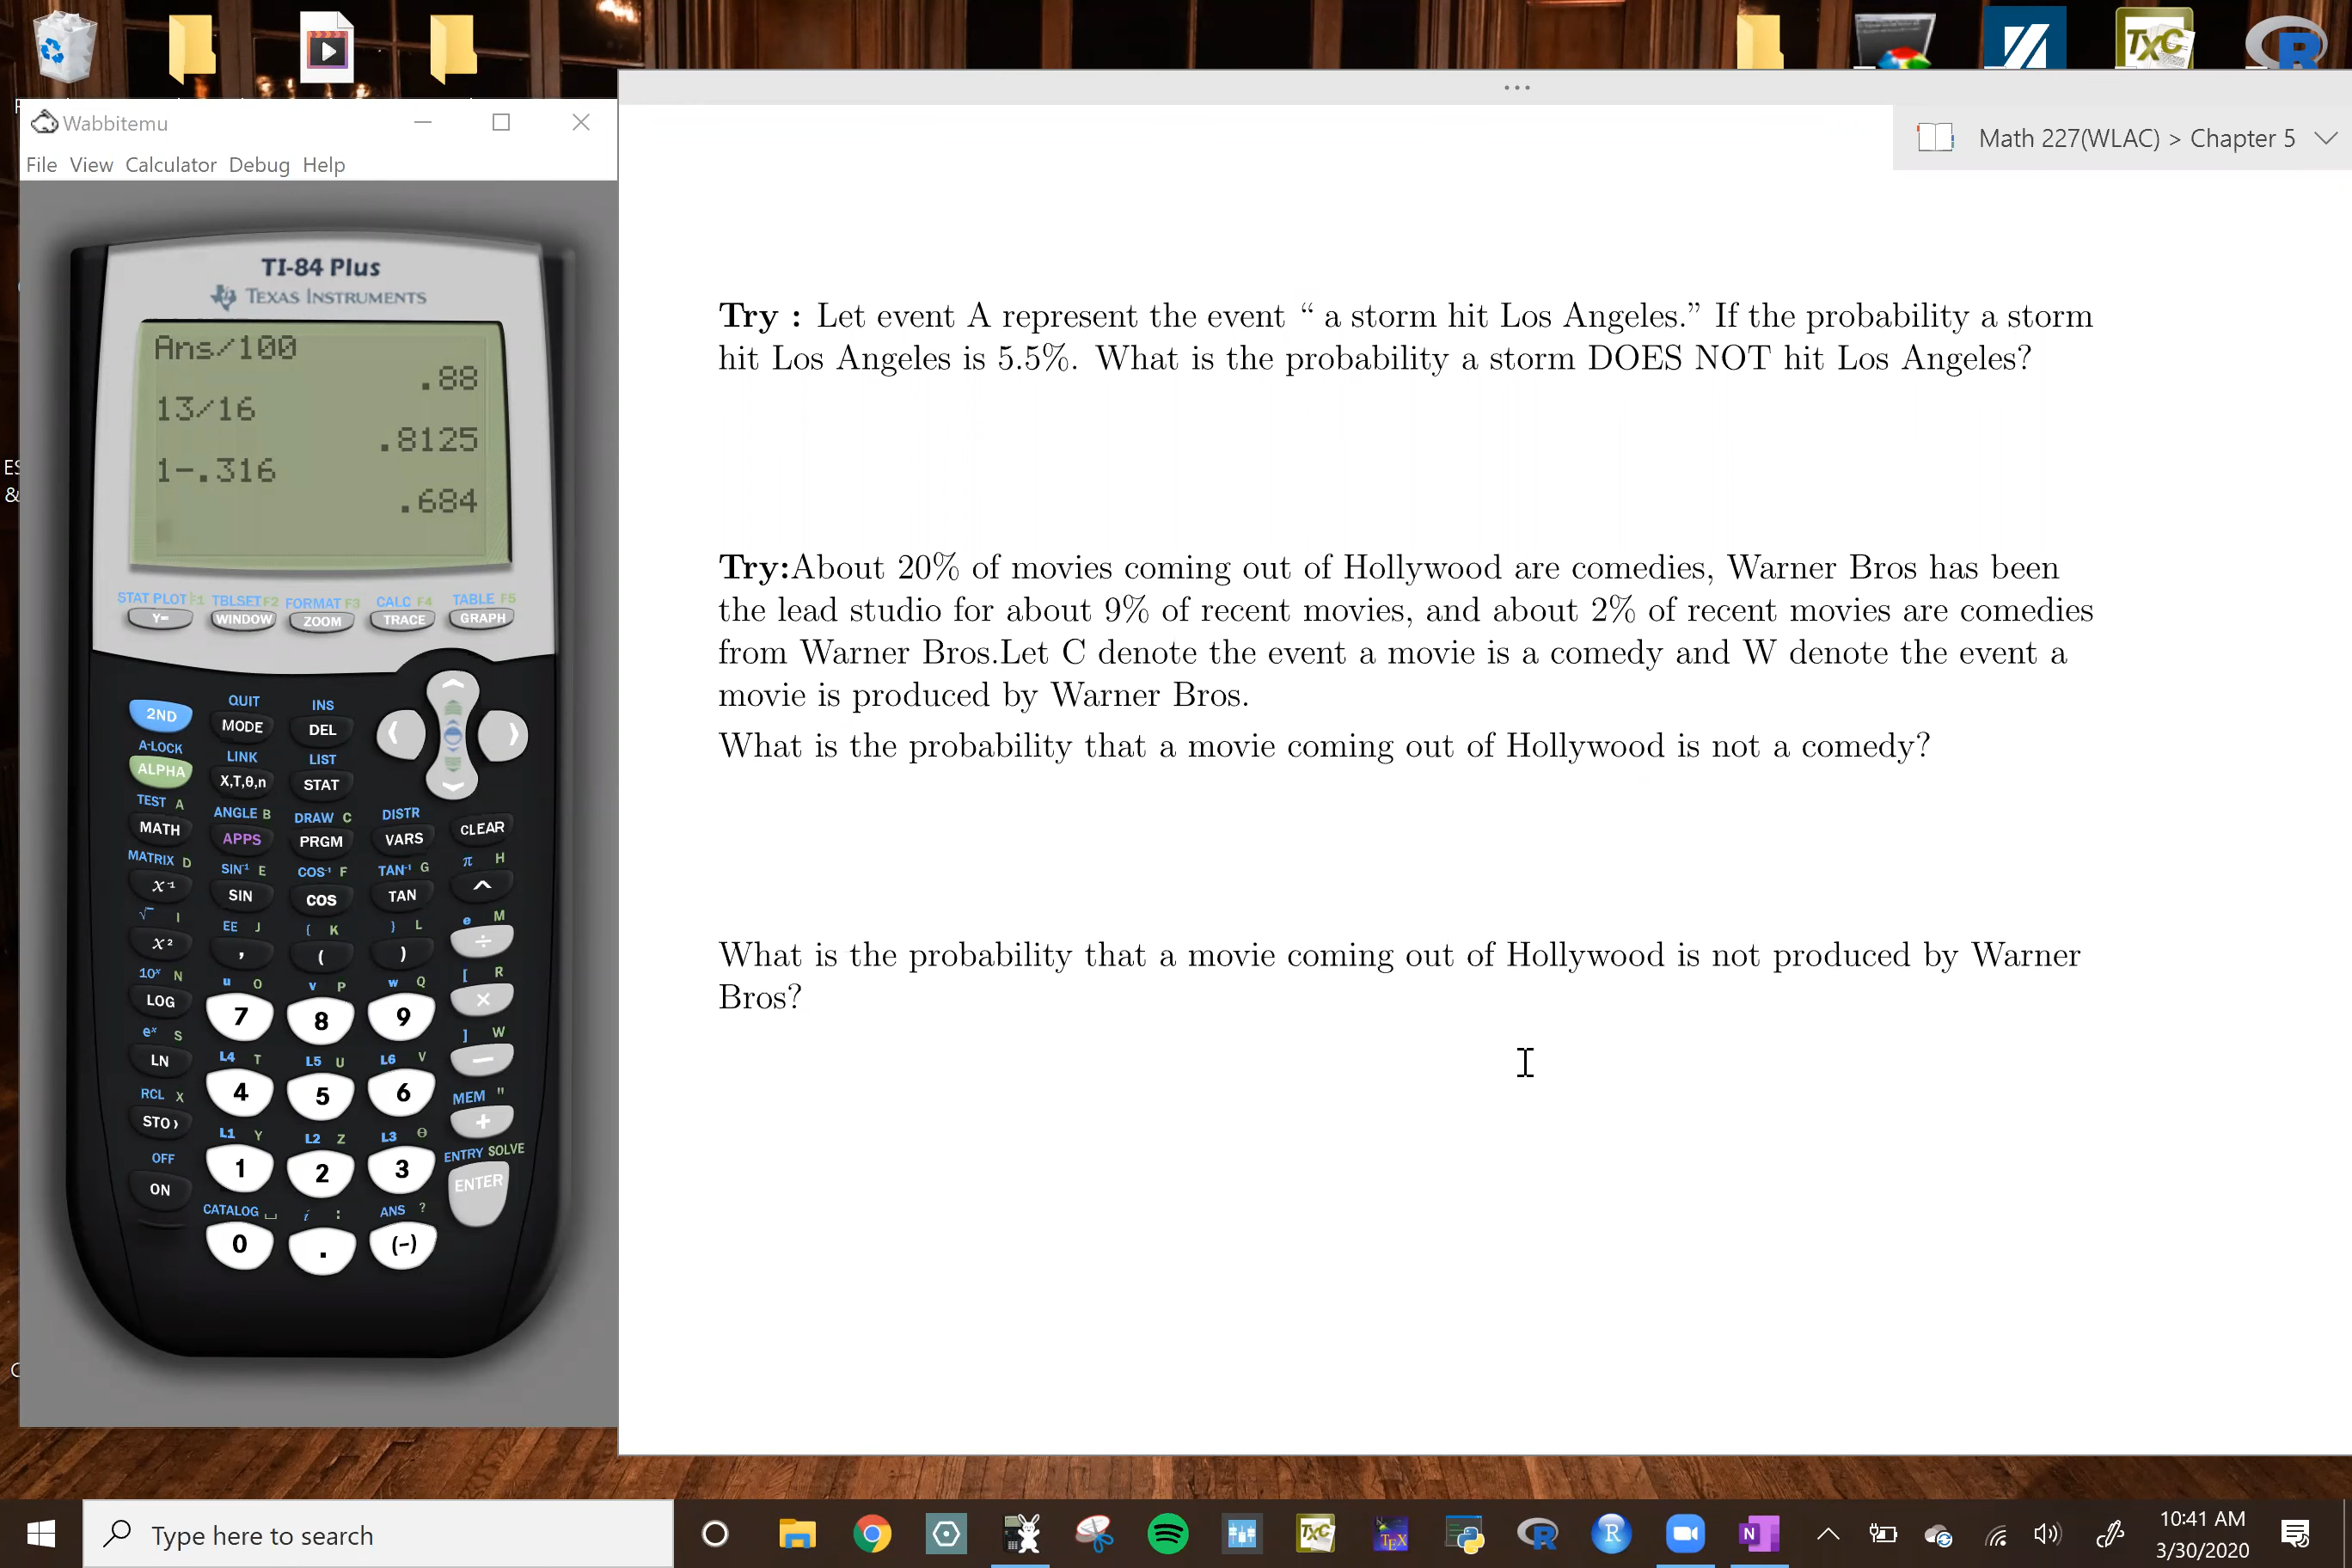 Wabbitemu
File View Calculator Debug Help
TI-84 Plus
TEXAS INSTRUMENTS
Ans/100
.88
13/16
.8125
1-.316
.684
STAT PLOT F1 TBLSET F2 FORMAT F3 CALC F4 TABLE F5
Y= WINDOW ZOOM TRACE GRAPH
QUIT INS
2ND MODE DEL
A-LOCK LINK LIST
ALPHA X,T,θ,n STAT
TEST A ANGLE B DRAW C DISTR
MATH APPS PRGM VARS CLEAR
MATRIX D SIN⁻¹ E COS⁻¹ F TAN⁻¹ G π H
X⁻¹ SIN COS TAN ^
√ I EE J { K } L e M
X² , ( ) ÷
10ˣ N u O v P w Q [ R
LOG 7 8 9 ×
eˣ S L4 T L5 U L6 V ] W
LN 4 5 6 −
RCL X L1 Y L2 Z L3 θ MEM "
STO› 1 2 3 +
OFF CATALOG ⎵ i : ANS ? ENTRY SOLVE
ON 0 . (-) ENTER
Math 227(WLAC) > Chapter 5
Try : Let event A represent the event “ a storm hit Los Angeles.” If the probability a storm
hit Los Angeles is 5.5%. What is the probability a storm DOES NOT hit Los Angeles?
Try:About 20% of movies coming out of Hollywood are comedies, Warner Bros has been
the lead studio for about 9% of recent movies, and about 2% of recent movies are comedies
from Warner Bros.Let C denote the event a movie is a comedy and W denote the event a
movie is produced by Warner Bros.
What is the probability that a movie coming out of Hollywood is not a comedy?
What is the probability that a movie coming out of Hollywood is not produced by Warner
Bros?
TXC
R
ES
&
Type here to search
TXC
TEX
R
R
N
10:41 AM
3/30/2020